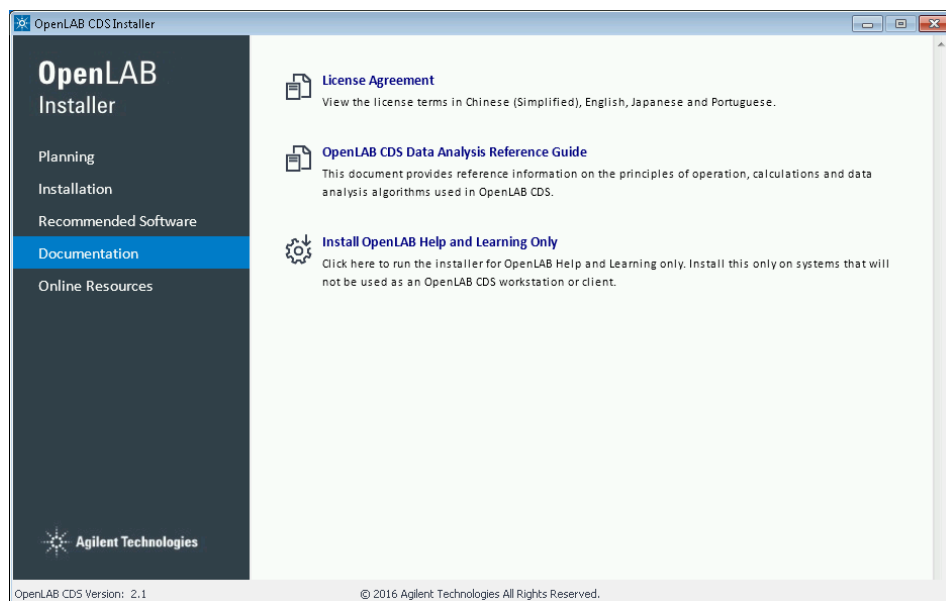 OpenLAB CDS Installer
OpenLAB
Installer
Planning
Installation
Recommended Software
Documentation
Online Resources
Agilent Technologies
License Agreement
View the license terms in Chinese (Simplified), English, Japanese and Portuguese.
OpenLAB CDS Data Analysis Reference Guide
This document provides reference information on the principles of operation, calculations and data
analysis algorithms used in OpenLAB CDS.
Install OpenLAB Help and Learning Only
Click here to run the installer for OpenLAB Help and Learning only. Install this only on systems that will
not be used as an OpenLAB CDS workstation or client.
OpenLAB CDS Version: 2.1
© 2016 Agilent Technologies All Rights Reserved.